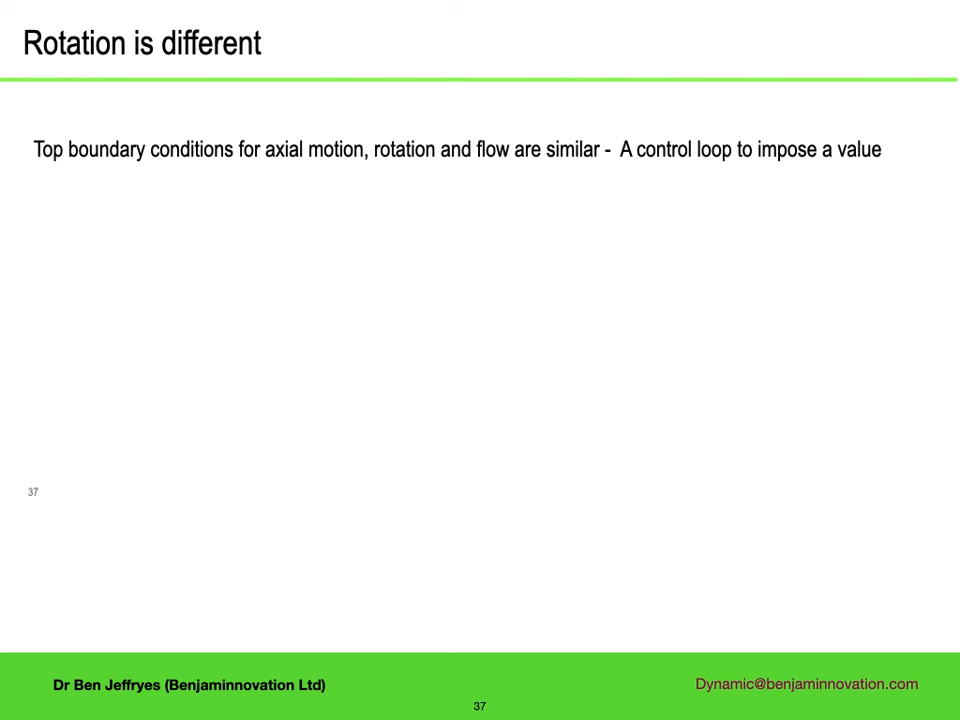 Rotation is different
Top boundary conditions for axial motion, rotation and flow are similar - A control loop to impose a value
37
Dr Ben Jeffryes (Benjaminnovation Ltd)
Dynamic@benjaminnovation.com
37